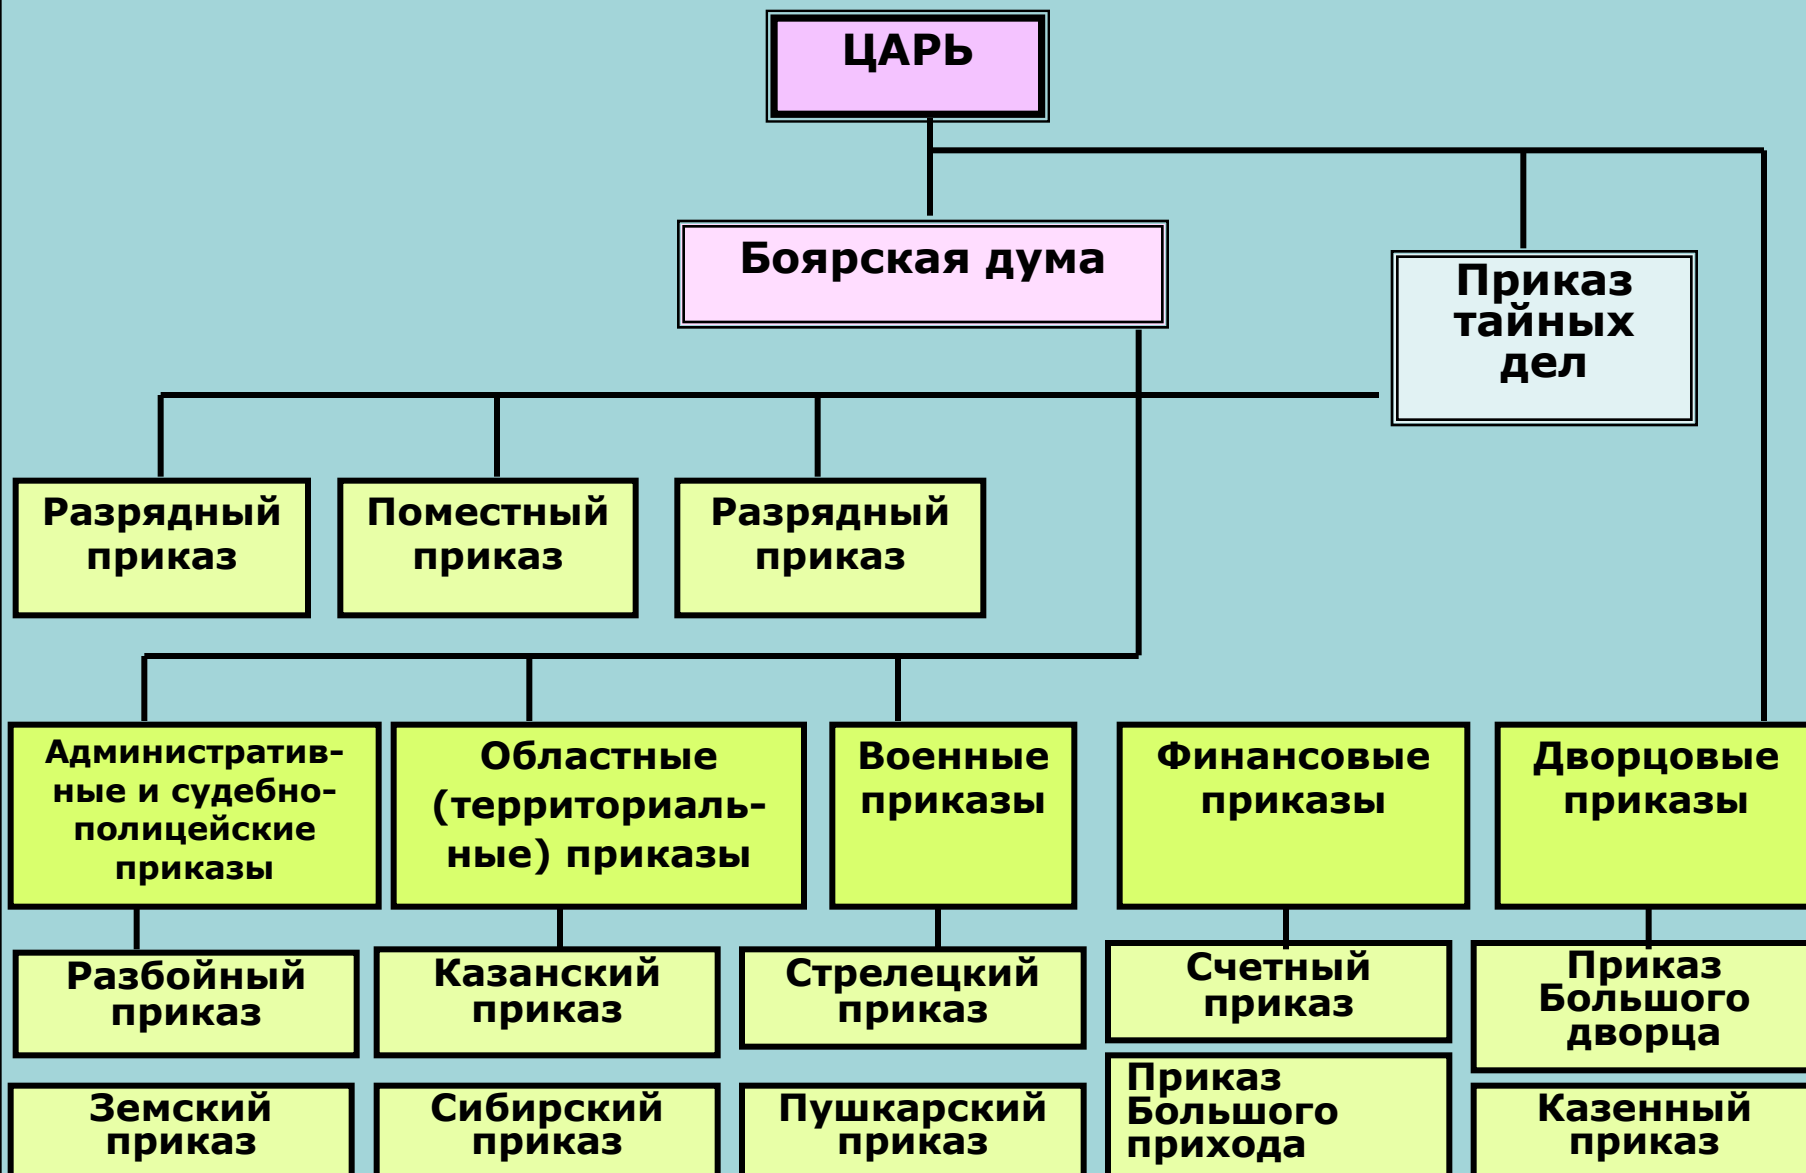 ЦАРЬ
Боярская дума
Приказ
тайных
дел
Разрядный
приказ
Поместный
приказ
Разрядный
приказ
Административ-
ные и судебно-
полицейские
приказы
Областные
(территориаль-
ные) приказы
Военные
приказы
Финансовые
приказы
Дворцовые
приказы
Разбойный
приказ
Казанский
приказ
Стрелецкий
приказ
Счетный
приказ
Приказ
Большого
дворца
Земский
приказ
Сибирский
приказ
Пушкарский
приказ
Приказ
Большого
прихода
Казенный
приказ